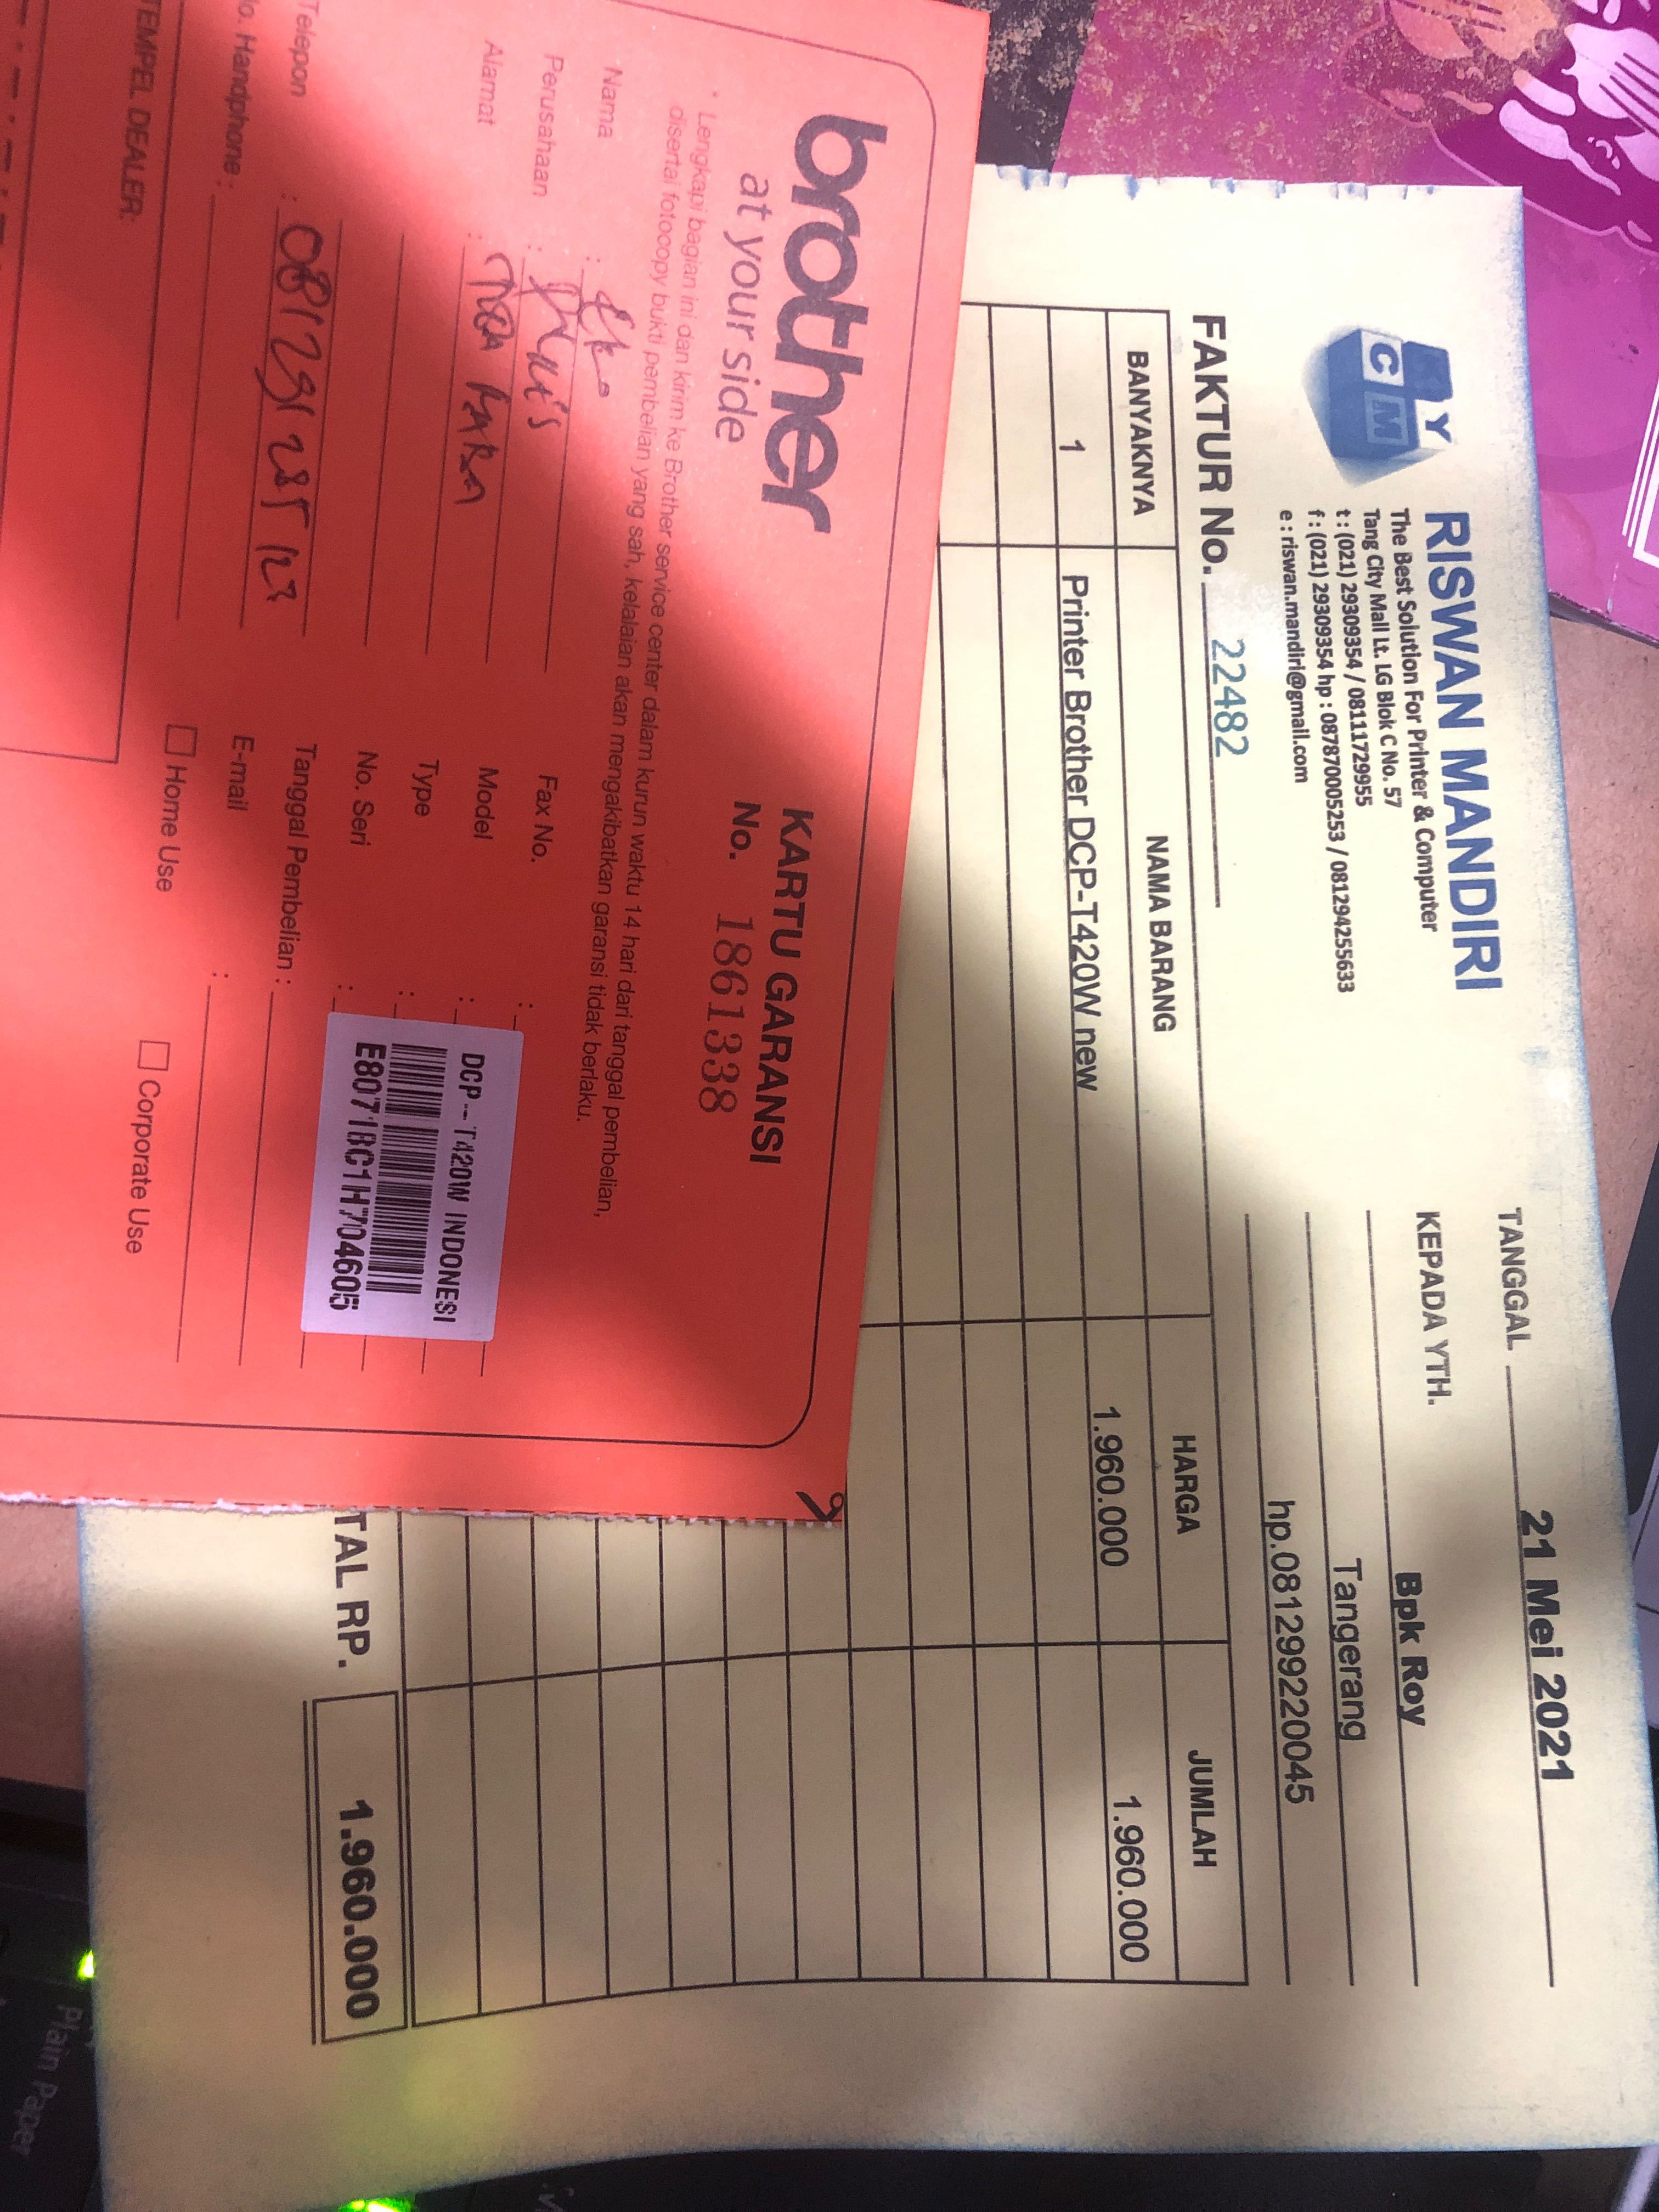 Y
C M
RISWAN MANDIRI
The Best Solution For Printer & Computer
Tang City Mall Lt. LG Blok C No. 57
t : (021) 29309354 / 08111729955
f : (021) 29309354 hp : 087870005253 / 081294255633
e : riswan.mandiri@gmail.com
TANGGAL 21 Mei 2021
KEPADA YTH. Bpk Roy
Tangerang
hp.081299220045
FAKTUR No. 22482
BANYAKNYA NAMA BARANG HARGA JUMLAH
1 Printer Brother DCP-T420W new 1.960.000 1.960.000
TAL RP. 1.960.000
brother
at your side
KARTU GARANSI
No. 1861338
* Lengkapi bagian ini dan kirim ke Brother service center dalam kurun waktu 14 hari dari tanggal pembelian,
disertai fotocopy bukti pembelian yang sah, kelalaian akan mengakibatkan garansi tidak berlaku.
Nama :
Perusahaan :
Alamat :
Telepon :
o. Handphone :
TEMPEL DEALER:
Fax No. :
Model :
Type :
No. Seri :
Tanggal Pembelian :
E-mail :
Home Use Corporate Use
DCP-T420W INDONESI
E80718C1H704605
Plain Paper